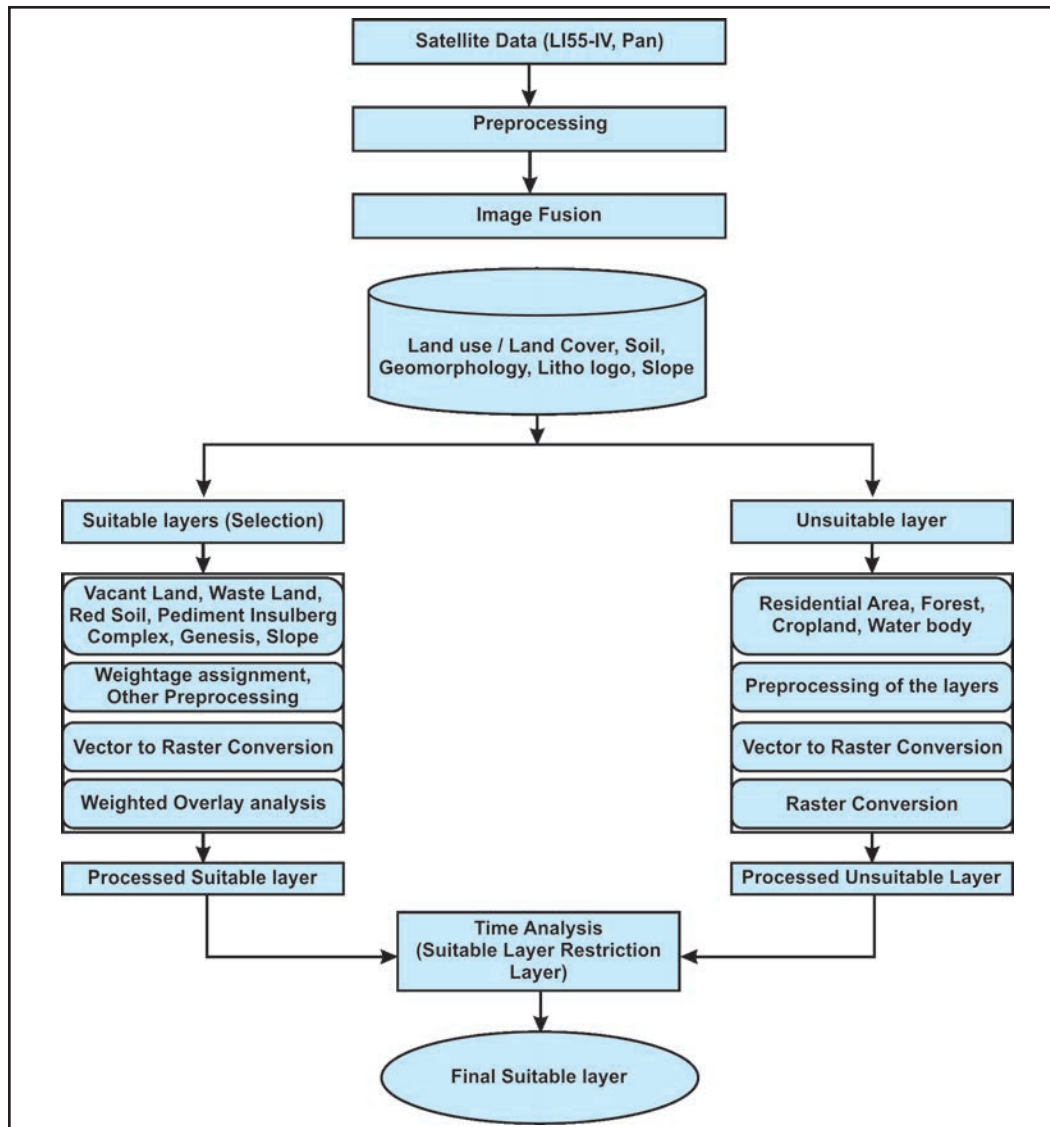 Satellite Data (LI55-IV, Pan)
Preprocessing
Image Fusion
Land use / Land Cover, Soil,
Geomorphology, Litho logo, Slope
Suitable layers (Selection)
Vacant Land, Waste Land,
Red Soil, Pediment Insulberg
Complex, Genesis, Slope
Weightage assignment,
Other Preprocessing
Vector to Raster Conversion
Weighted Overlay analysis
Processed Suitable layer
Unsuitable layer
Residential Area, Forest,
Cropland, Water body
Preprocessing of the layers
Vector to Raster Conversion
Raster Conversion
Processed Unsuitable Layer
Time Analysis
(Suitable Layer Restriction
Layer)
Final Suitable layer